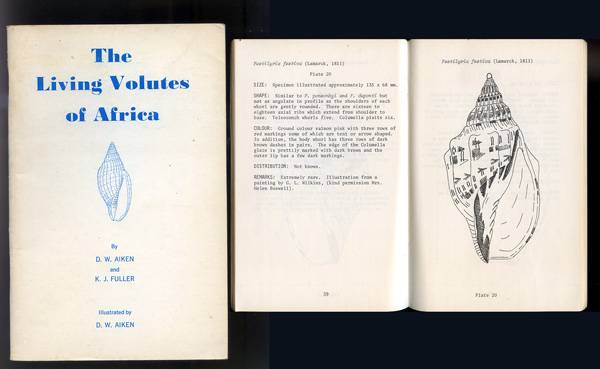 The
Living Volutes
of Africa
By
D. W. AIKEN
and
K. J. FULLER
Illustrated by
D. W. AIKEN
Festilyria festiva (Lamarck, 1811)
Plate 20
SIZE: Specimen illustrated approximately 135 x 68 mm.
SHAPE: Similar to F. ponsonbyi and F. duponti but
not as angulate in profile as the shoulders of each
whorl are gently rounded. There are sixteen to
eighteen axial ribs which extend from shoulder to
base. Teleoconch whorls five. Columella plaits six.
COLOUR: Ground colour salmon pink with three rows of
red markings some of which are tent or arrow shaped.
In addition, the body whorl has three rows of dark
brown dashes in pairs. The edge of the Columella
glaze is prettily marked with dark brown and the
outer lip has a few dark markings.
DISTRIBUTION: Not known.
REMARKS: Extremely rare. Illustration from a
painting by G. L. Wilkins, (kind permission Mrs.
Helen Boswell).
39
Festilyria festiva (Lamarck, 1811)
Plate 20